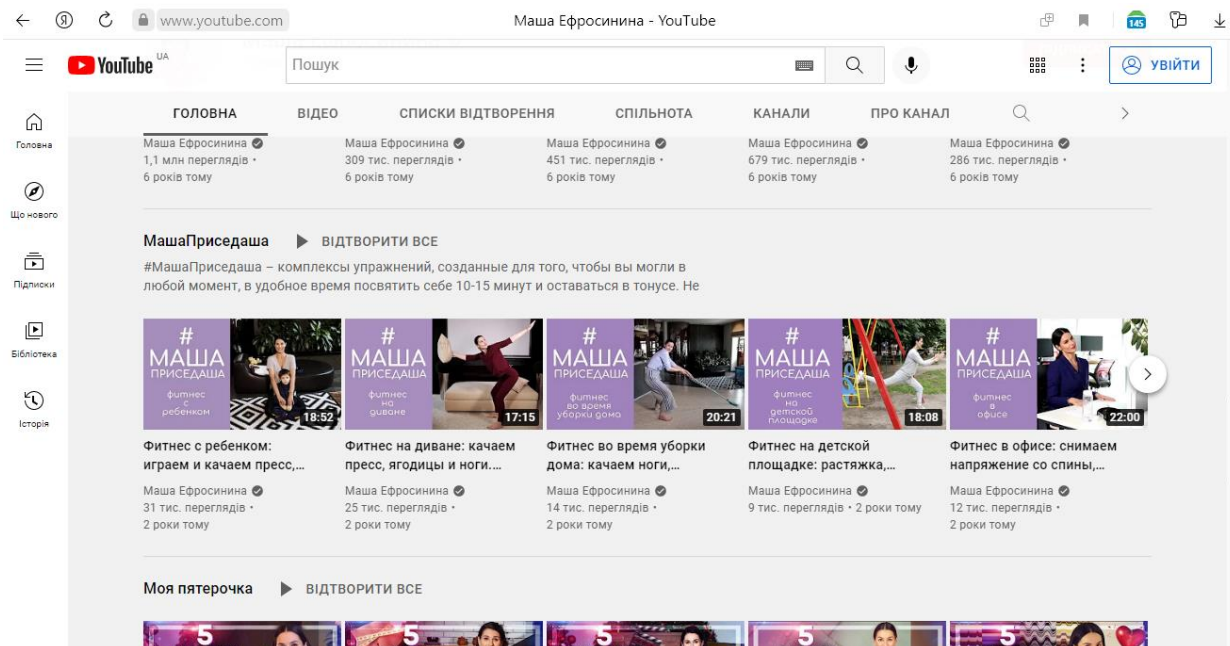 www.youtube.com
Маша Ефросинина - YouTube
145
YouTube UA
Пошук
УВІЙТИ
ГОЛОВНА ВІДЕО СПИСКИ ВІДТВОРЕННЯ СПІЛЬНОТА КАНАЛИ ПРО КАНАЛ
Головна
Що нового
Підписки
Бібліотека
Історія
Маша Ефросинина
1,1 млн переглядів •
6 років тому
Маша Ефросинина
309 тис. переглядів •
6 років тому
Маша Ефросинина
451 тис. переглядів •
6 років тому
Маша Ефросинина
679 тис. переглядів •
6 років тому
Маша Ефросинина
286 тис. переглядів •
6 років тому
МашаПриседаша ВІДТВОРИТИ ВСЕ
#МашаПриседаша – комплексы упражнений, созданные для того, чтобы вы могли в
любой момент, в удобное время посвятить себе 10-15 минут и оставаться в тонусе. Не
#
МАША
ПРИСЕДАША
фитнес
с
ребенком
18:52
Фитнес с ребенком:
играем и качаем пресс,...
Маша Ефросинина
31 тис. переглядів •
2 роки тому
#
МАША
ПРИСЕДАША
фитнес
на
диване
17:15
Фитнес на диване: качаем
пресс, ягодицы и ноги....
Маша Ефросинина
25 тис. переглядів •
2 роки тому
#
МАША
ПРИСЕДАША
фитнес
во время
уборки дома
20:21
Фитнес во время уборки
дома: качаем ноги,...
Маша Ефросинина
14 тис. переглядів •
2 роки тому
#
МАША
ПРИСЕДАША
фитнес
на
детской
площадке
18:08
Фитнес на детской
площадке: растяжка,...
Маша Ефросинина
9 тис. переглядів • 2 роки тому
#
МАША
ПРИСЕДАША
фитнес
в
офисе
22:00
Фитнес в офисе: снимаем
напряжение со спины,...
Маша Ефросинина
12 тис. переглядів •
2 роки тому
Моя пятерочка ВІДТВОРИТИ ВСЕ
5
5
5
5
5